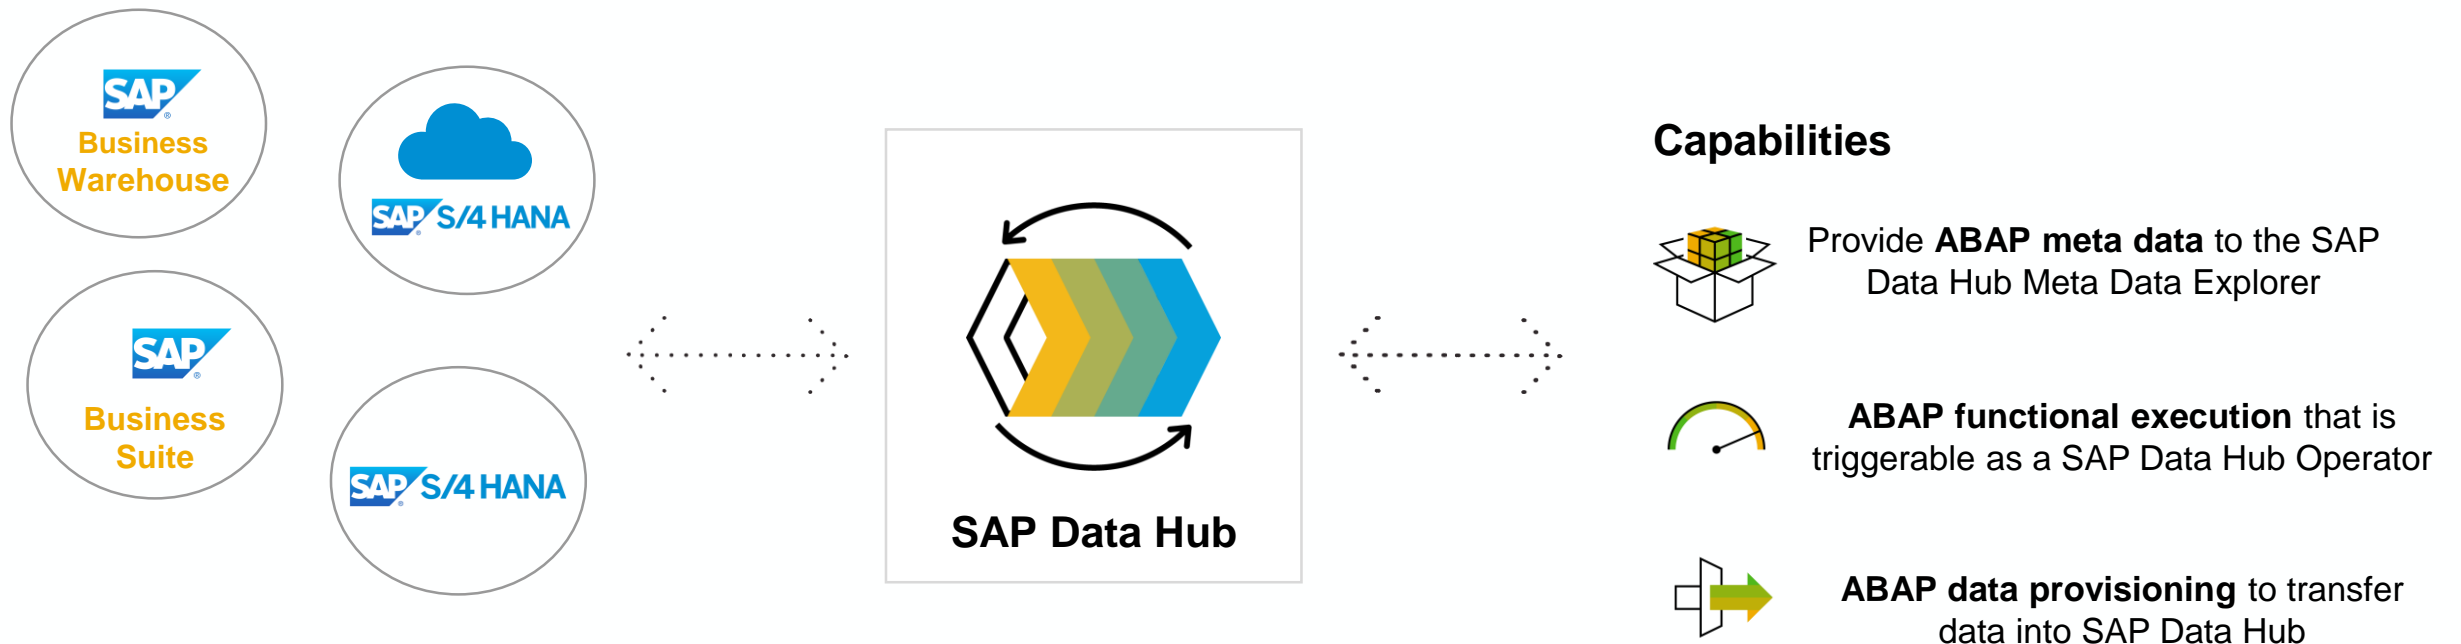 SAP
Business
Warehouse
SAP S/4 HANA
SAP
Business
Suite
SAP S/4 HANA
SAP Data Hub
Capabilities
Provide ABAP meta data to the SAP
Data Hub Meta Data Explorer
ABAP functional execution that is
triggerable as a SAP Data Hub Operator
ABAP data provisioning to transfer
data into SAP Data Hub